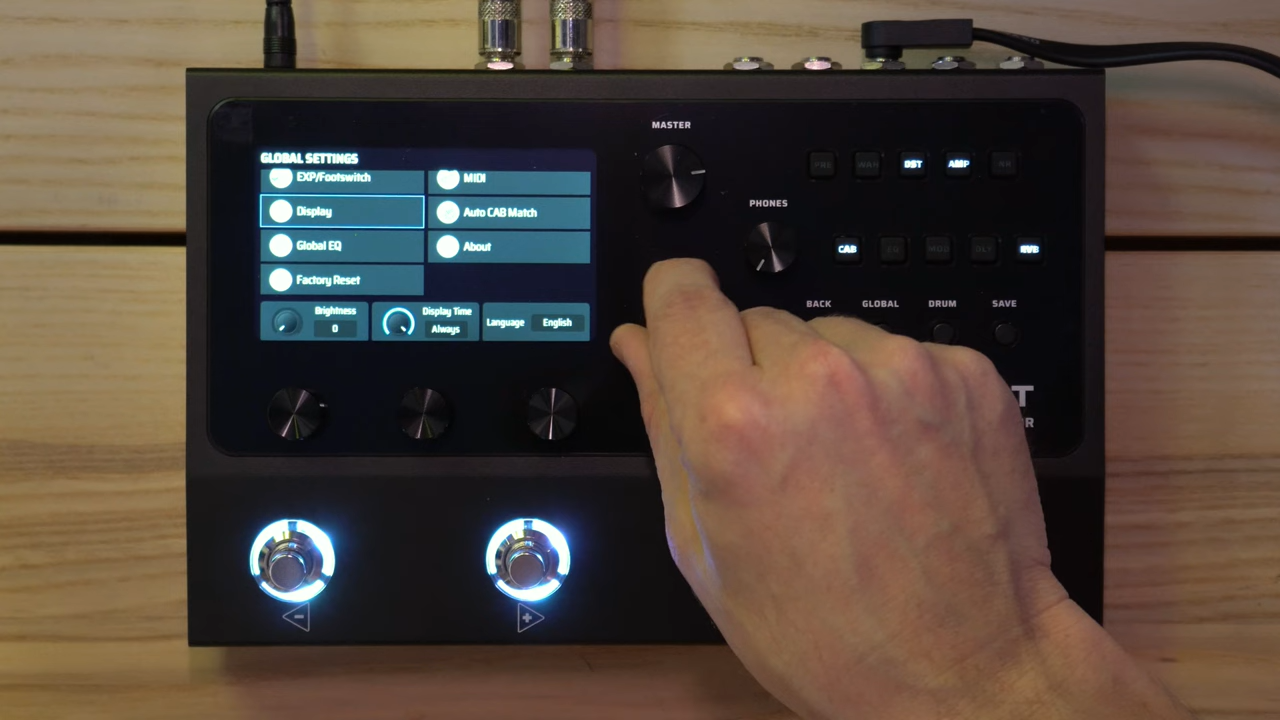 MASTER
GLOBAL SETTINGS
EXP/Footswitch
MIDI
DST
AMP
Display
Auto CAB Match
PHONES
Global EQ
About
CAB
RVB
Factory Reset
BACK
GLOBAL
DRUM
SAVE
Brightness
0
Display Time
Always
Language
English
T
R
-
+